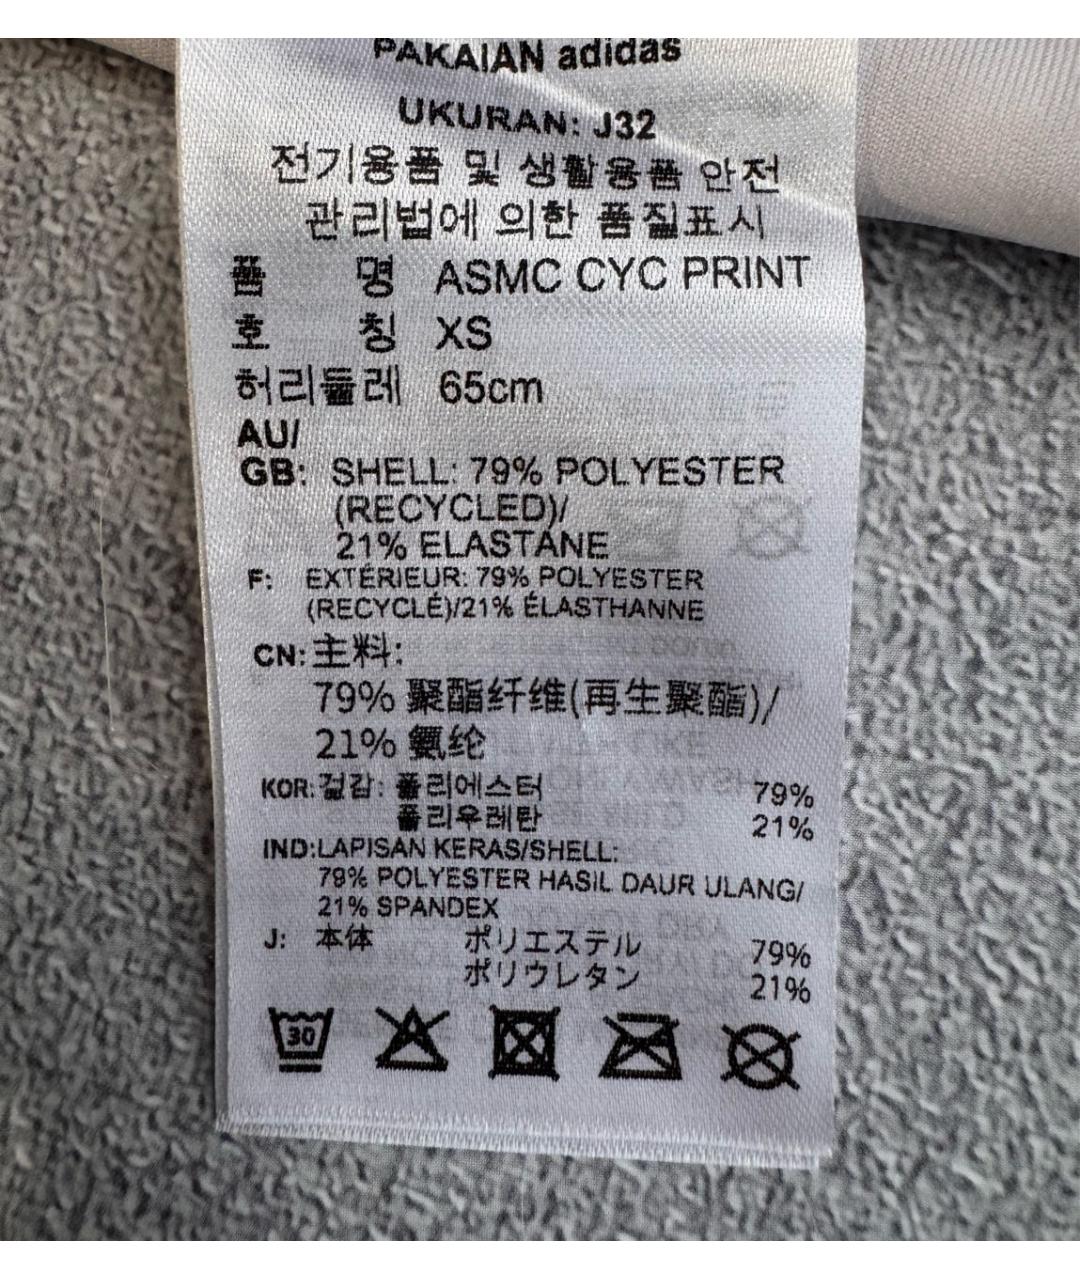 PAKAIAN adidas
UKURAN: J32
전기용품 및 생활용품 안전
관리법에 의한 품질표시
품 명 ASMC CYC PRINT
호 칭 XS
허리둘레 65cm
AU/
GB: SHELL: 79% POLYESTER
(RECYCLED)/
21% ELASTANE
F: EXTÉRIEUR: 79% POLYESTER
(RECYCLÉ)/21% ÉLASTHANNE
CN: 主料:
79% 聚酯纤维(再生聚酯)/
21% 氨纶
KOR: 겉감: 폴리에스터 79%
폴리우레탄 21%
IND:LAPISAN KERAS/SHELL:
79% POLYESTER HASIL DAUR ULANG/
21% SPANDEX
J: 本体 ポリエステル 79%
ポリウレタン 21%
30